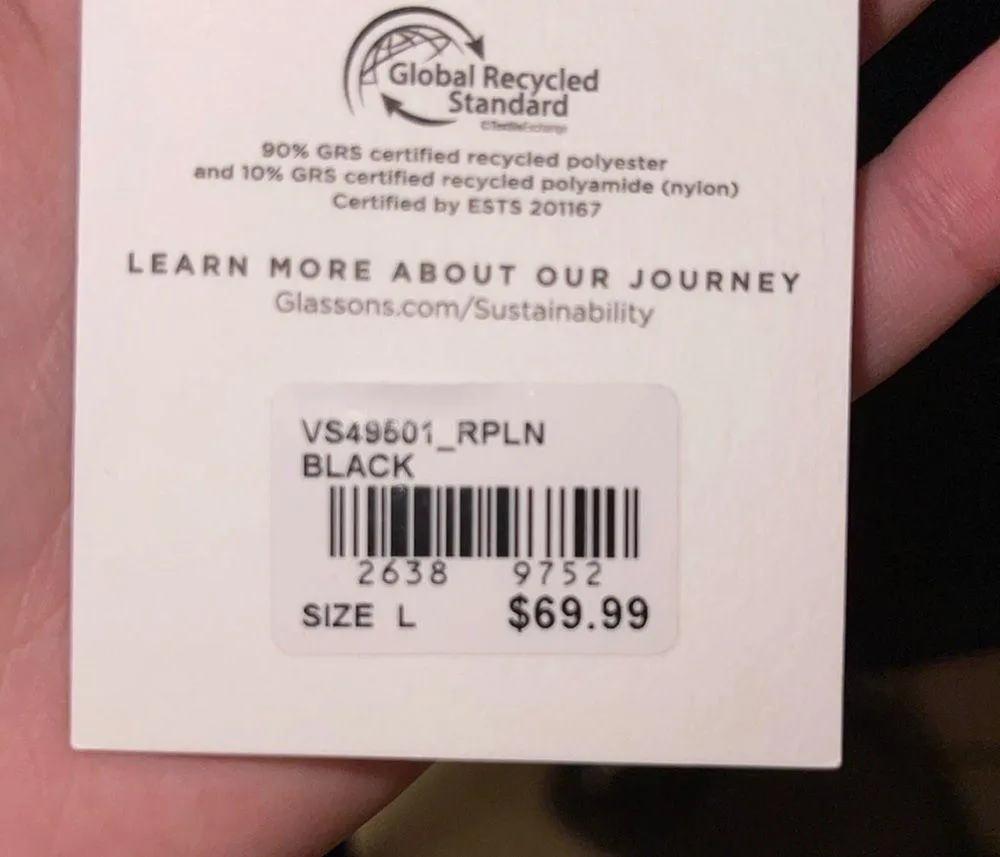 Global Recycled
Standard
©TextileExchange
90% GRS certified recycled polyester
and 10% GRS certified recycled polyamide (nylon)
Certified by ESTS 201167
LEARN MORE ABOUT OUR JOURNEY
Glassons.com/Sustainability
VS49501_RPLN
BLACK
2638 9752
SIZE L $69.99